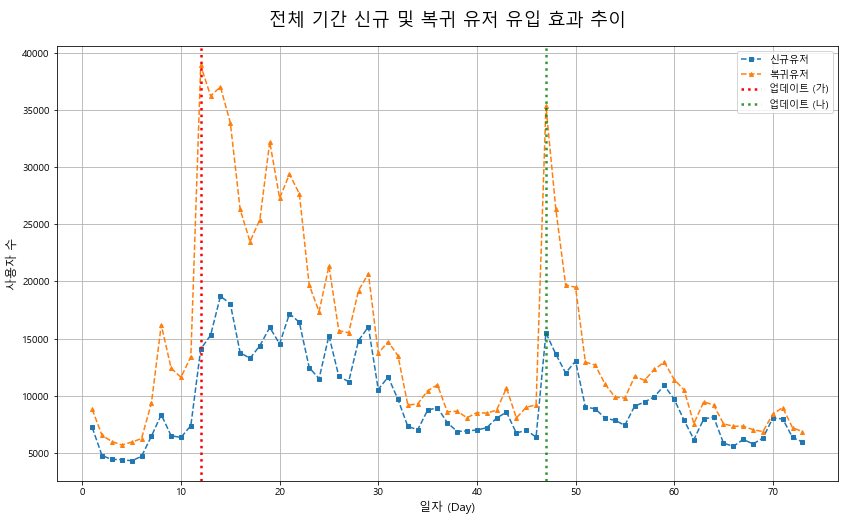 전체 기간 신규 및 복귀 유저 유입 효과 추이
신규유저
복귀유저
업데이트 (가)
업데이트 (나)
사용자 수
40000
35000
30000
25000
20000
15000
10000
5000
0 10 20 30 40 50 60 70
일자 (Day)